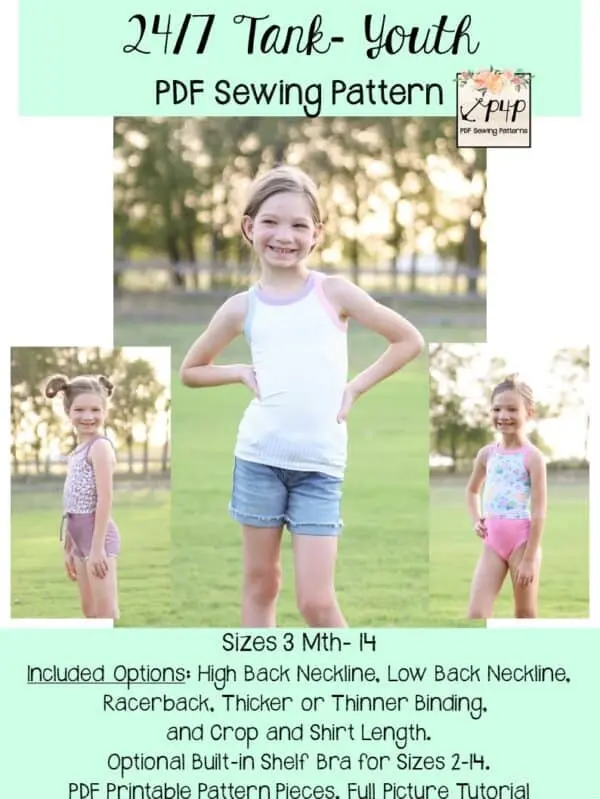 24/7 Tank- Youth
PDF Sewing Pattern
P4P
PDF Sewing Patterns
Sizes 3 Mth- 14
Included Options: High Back Neckline, Low Back Neckline,
Racerback, Thicker or Thinner Binding,
and Crop and Shirt Length.
Optional Built-in Shelf Bra for Sizes 2-14.
PDF Printable Pattern Pieces, Full Picture Tutorial